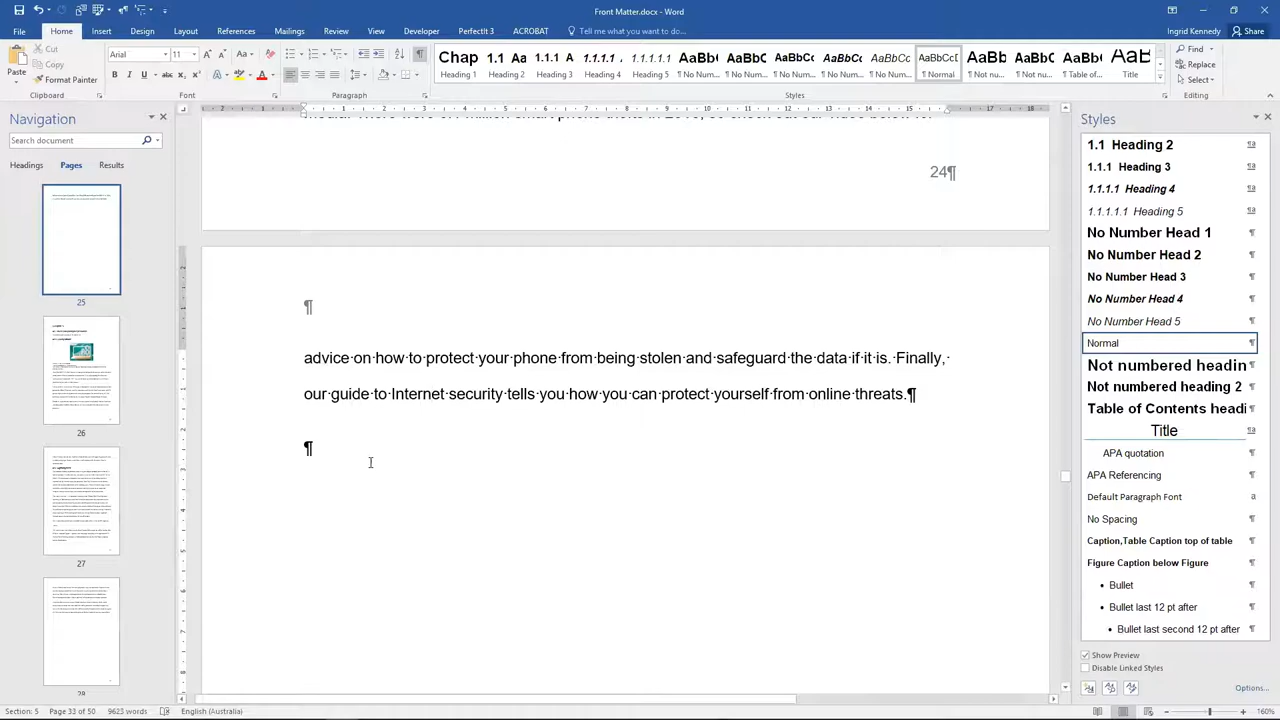 Front Matter.docx - Word
File Home Insert Design Layout References Mailings Review View Developer PerfectIt 3 ACROBAT Tell me what you want to do... Ingrid Kennedy Share
Paste Cut Copy Format Painter Clipboard
Arial 11 Font
Paragraph
Chap Heading 1
1.1 Aa Heading 2
1.1.1 A Heading 3
1.1.1.1 Heading 4
1.1.1.1.1 Heading 5
AaBbC ¶ No Num...
AaBbC ¶ No Num...
AaBbCc ¶ No Num...
AaBbCc ¶ No Num...
AaBbCc ¶ No Num...
AaBbCcD ¶ Normal
AaBb ¶ Not nu...
AaBbC ¶ Not nu...
AaBbC ¶ Table of...
AaB Title
Styles
Find Replace Select Editing
Navigation
Search document
Headings Pages Results
25
26
27
28
24¶
¶
advice·on·how·to·protect·your·phone·from·being·stolen·and·safeguard·the·data·if·it·is.·Finally,·
our·guide·to·Internet·security·tells·you·how·you·can·protect·yourself·from·online·threats.¶
¶
Styles
1.1 Heading 2
1.1.1 Heading 3
1.1.1.1 Heading 4
1.1.1.1.1 Heading 5
No Number Head 1
No Number Head 2
No Number Head 3
No Number Head 4
No Number Head 5
Normal
Not numbered headin
Not numbered heading 2
Table of Contents headi
Title
APA quotation
APA Referencing
Default Paragraph Font
No Spacing
Caption,Table Caption top of table
Figure Caption below Figure
• Bullet
• Bullet last 12 pt after
• Bullet last second 12 pt after
Show Preview
Disable Linked Styles
Options...
Section: 5 Page 33 of 50 9623 words English (Australia) 160%